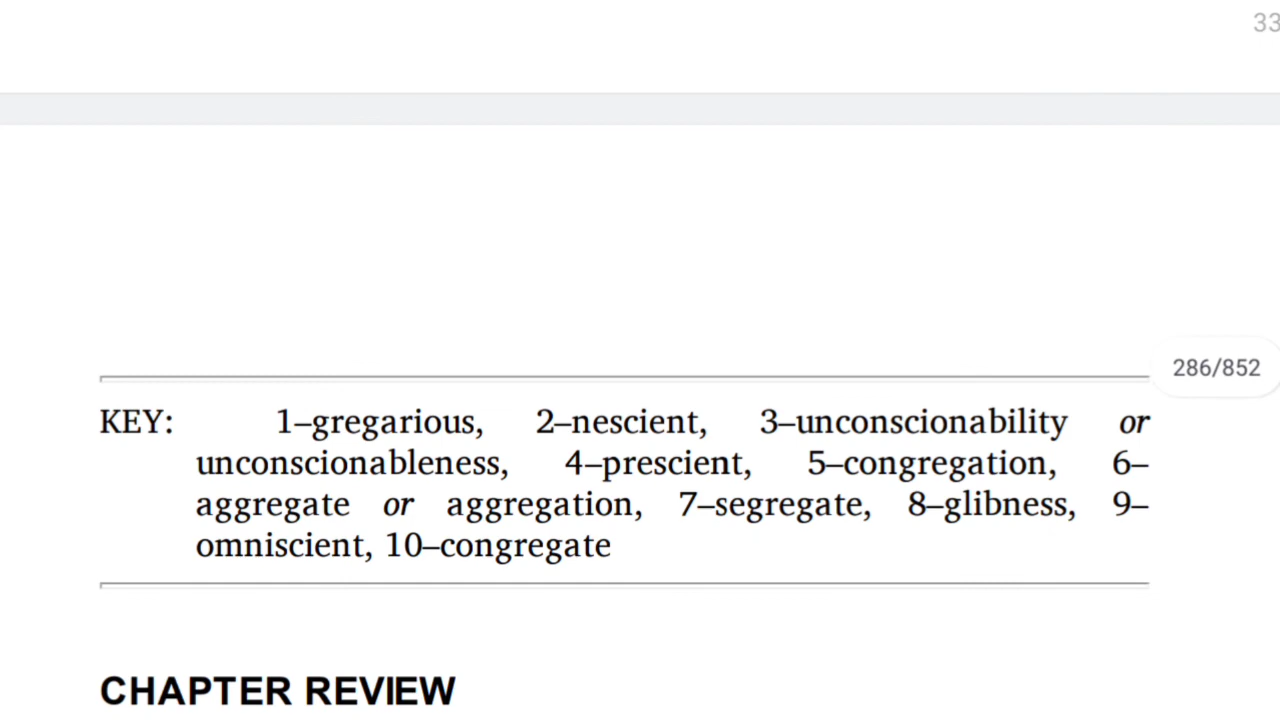 33
286/852
KEY: 1–gregarious, 2–nescient, 3–unconscionability or
unconscionableness, 4–prescient, 5–congregation, 6–
aggregate or aggregation, 7–segregate, 8–glibness, 9–
omniscient, 10–congregate
CHAPTER REVIEW